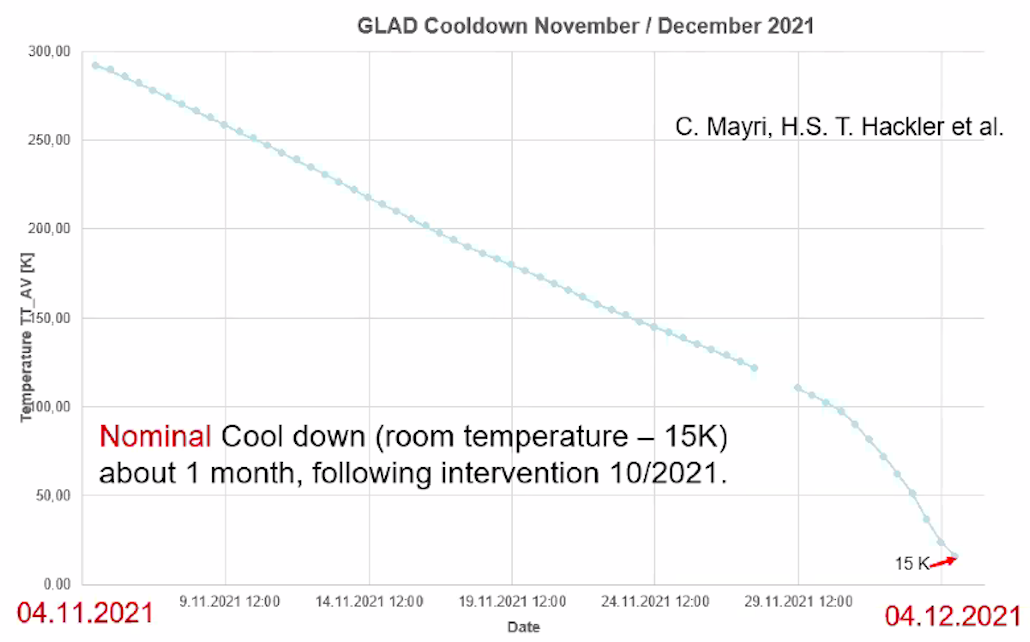 GLAD Cooldown November / December 2021
300,00
C. Mayri, H.S. T. Hackler et al.
250,00
200,00
Temperature TT_AV [K]
150,00
100,00
Nominal Cool down (room temperature – 15K)
about 1 month, following intervention 10/2021.
50,00
15 K
0.00
04.11.2021
9.11.2021 12:00
14.11.2021 12:00
19.11.2021 12:00
24.11.2021 12:00
29.11.2021 12:00
04.12.2021
Date